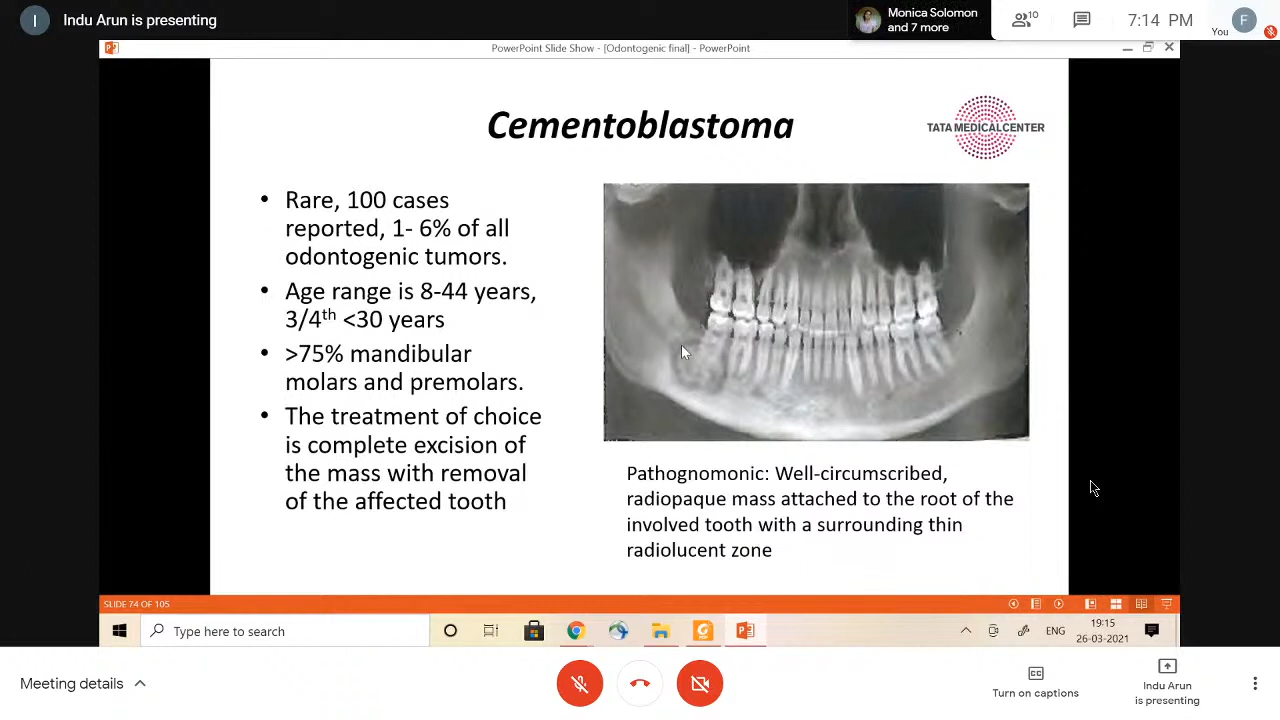 I Indu Arun is presenting
Monica Solomon
and 7 more
10
7:14 PM
You
F
PowerPoint Slide Show - [Odontogenic final] - PowerPoint
Cementoblastoma
TATA MEDICAL CENTER
• Rare, 100 cases
reported, 1- 6% of all
odontogenic tumors.
• Age range is 8-44 years,
3/4th <30 years
• >75% mandibular
molars and premolars.
• The treatment of choice
is complete excision of
the mass with removal
of the affected tooth
Pathognomonic: Well-circumscribed,
radiopaque mass attached to the root of the
involved tooth with a surrounding thin
radiolucent zone
SLIDE 74 OF 105
Type here to search
ENG
19:15
26-03-2021
Meeting details
Turn on captions
Indu Arun
is presenting